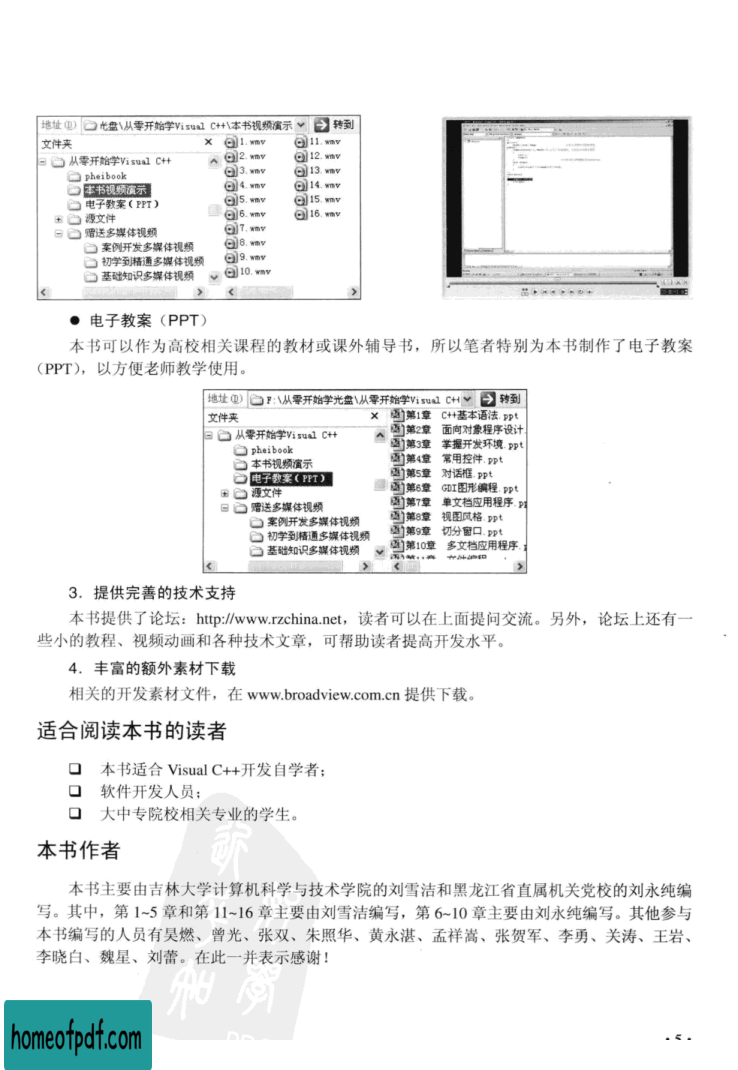 地址(D) 光盘\从零开始学Visual C++\本书视频演示 转到
文件夹 ×
从零开始学Visual C++
pheibook
本书视频演示
电子教案(PPT)
源文件
赠送多媒体视频
案例开发多媒体视频
初学到精通多媒体视频
基础知识多媒体视频
1.wmv
2.wmv
3.wmv
4.wmv
5.wmv
6.wmv
7.wmv
8.wmv
9.wmv
10.wmv
11.wmv
12.wmv
13.wmv
14.wmv
15.wmv
16.wmv
● 电子教案（PPT）
本书可以作为高校相关课程的教材或课外辅导书，所以笔者特别为本书制作了电子教案
（PPT），以方便老师教学使用。
地址(D) F:\从零开始学光盘\从零开始学Visual C++ 转到
文件夹 ×
从零开始学Visual C++
pheibook
本书视频演示
电子教案(PPT)
源文件
赠送多媒体视频
案例开发多媒体视频
初学到精通多媒体视频
基础知识多媒体视频
第1章 C++基本语法.ppt
第2章 面向对象程序设计.
第3章 掌握开发环境.ppt
第4章 常用控件.ppt
第5章 对话框.ppt
第6章 GDI图形编程.ppt
第7章 单文档应用程序.pp
第8章 视图风格.ppt
第9章 切分窗口.ppt
第10章 多文档应用程序.
3．提供完善的技术支持
本书提供了论坛：http://www.rzchina.net，读者可以在上面提问交流。另外，论坛上还有一
些小的教程、视频动画和各种技术文章，可帮助读者提高开发水平。
4．丰富的额外素材下载
相关的开发素材文件，在 www.broadview.com.cn 提供下载。
适合阅读本书的读者
❑ 本书适合 Visual C++开发自学者；
❑ 软件开发人员；
❑ 大中专院校相关专业的学生。
本书作者
本书主要由吉林大学计算机科学与技术学院的刘雪洁和黑龙江省直属机关党校的刘永纯编
写。其中，第 1~5 章和第 11~16 章主要由刘雪洁编写，第 6~10 章主要由刘永纯编写。其他参与
本书编写的人员有吴燃、曾光、张双、朱照华、黄永湛、孟祥嵩、张贺军、李勇、关涛、王岩、
李晓白、魏星、刘蕾。在此一并表示感谢！
homeofpdf.com
·5·